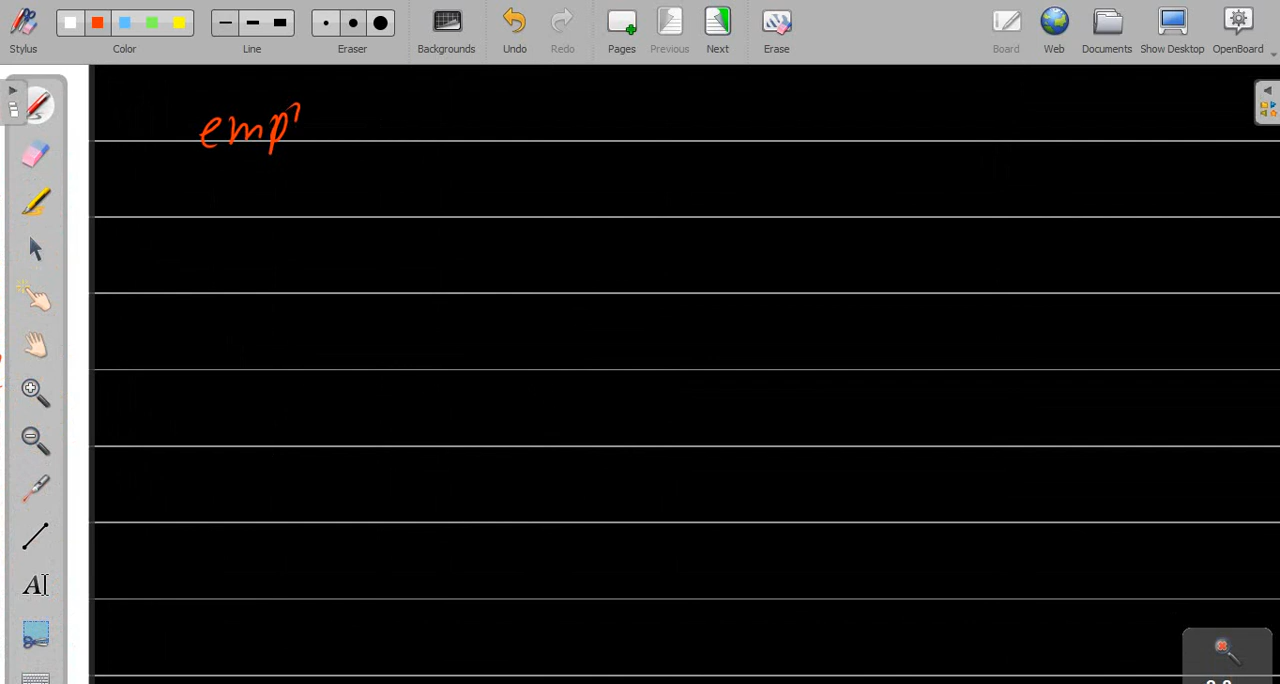 Stylus Color Line Eraser Backgrounds Undo Redo Pages Previous Next Erase Board Web Documents Show Desktop OpenBoard
emp